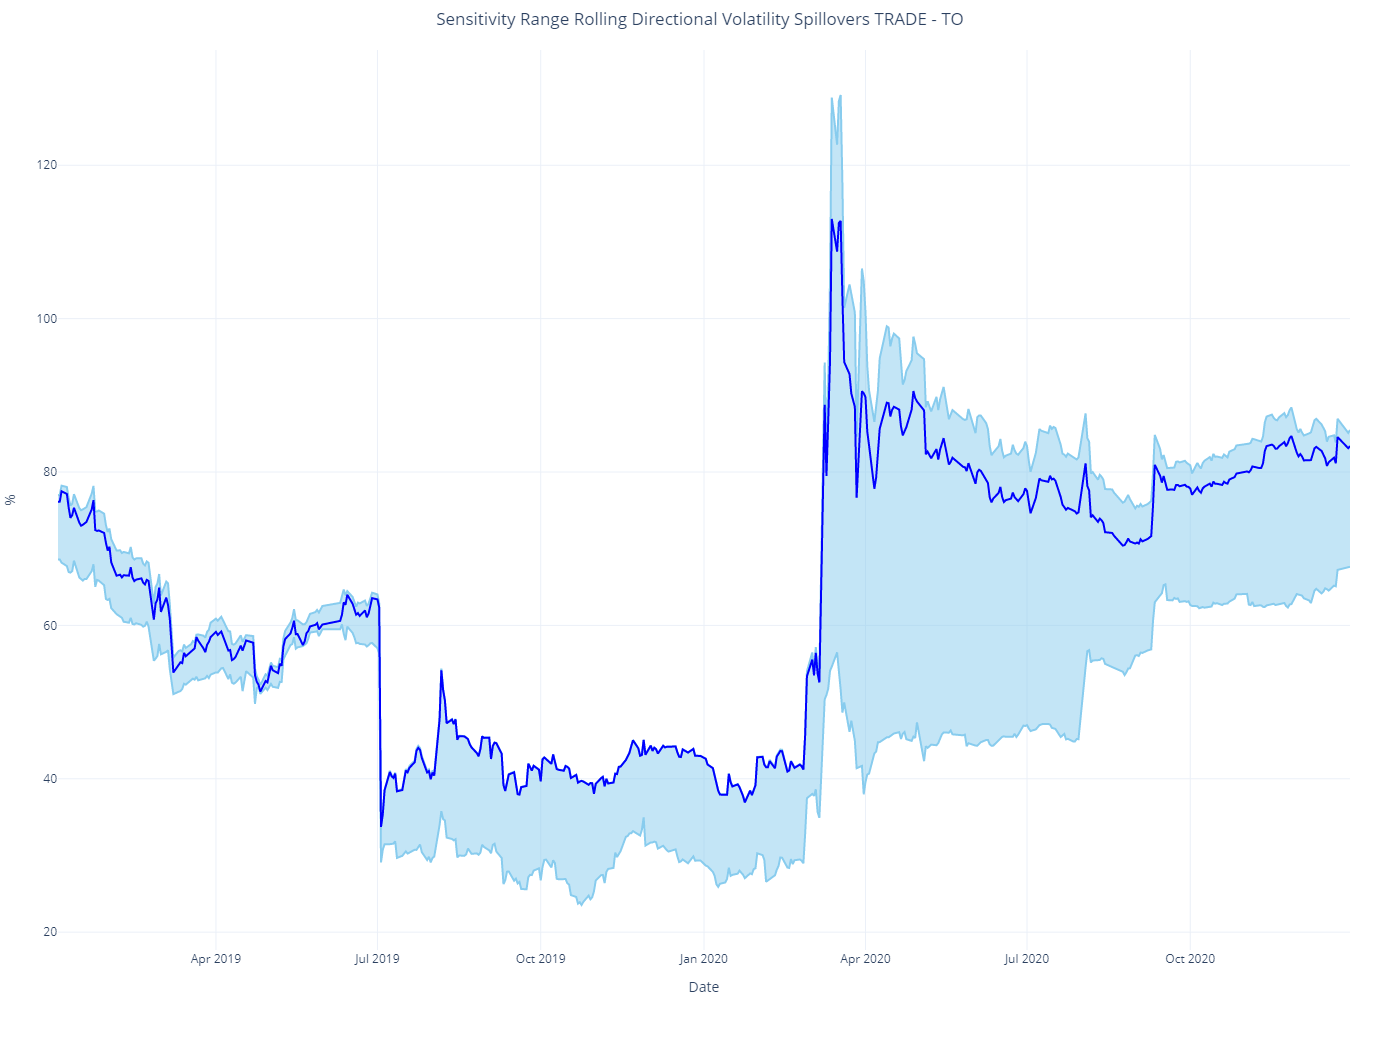 Sensitivity Range Rolling Directional Volatility Spillovers TRADE - TO
120
100
80
60
40
20
%
Apr 2019
Jul 2019
Oct 2019
Jan 2020
Apr 2020
Jul 2020
Oct 2020
Date